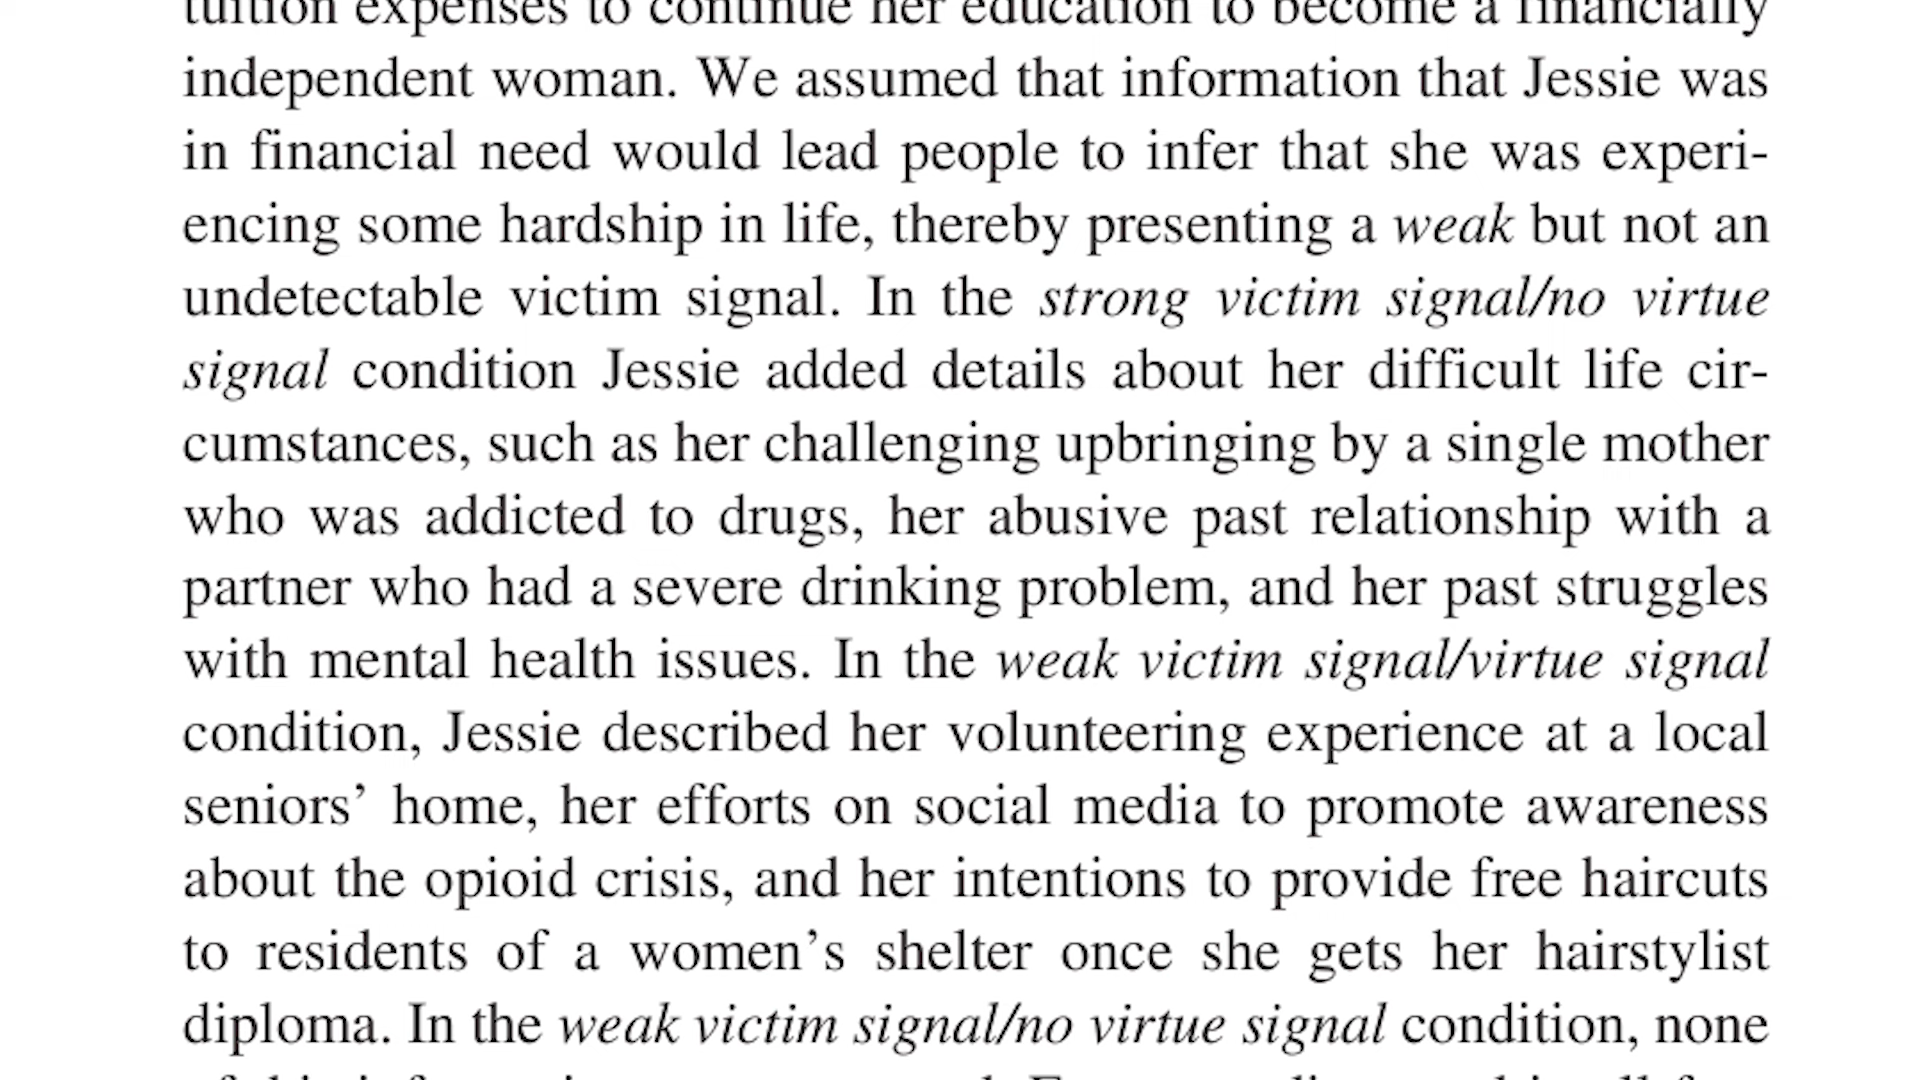 tuition expenses to continue her education to become a financially
independent woman. We assumed that information that Jessie was
in financial need would lead people to infer that she was experi-
encing some hardship in life, thereby presenting a weak but not an
undetectable victim signal. In the strong victim signal/no virtue
signal condition Jessie added details about her difficult life cir-
cumstances, such as her challenging upbringing by a single mother
who was addicted to drugs, her abusive past relationship with a
partner who had a severe drinking problem, and her past struggles
with mental health issues. In the weak victim signal/virtue signal
condition, Jessie described her volunteering experience at a local
seniors’ home, her efforts on social media to promote awareness
about the opioid crisis, and her intentions to provide free haircuts
to residents of a women’s shelter once she gets her hairstylist
diploma. In the weak victim signal/no virtue signal condition, none